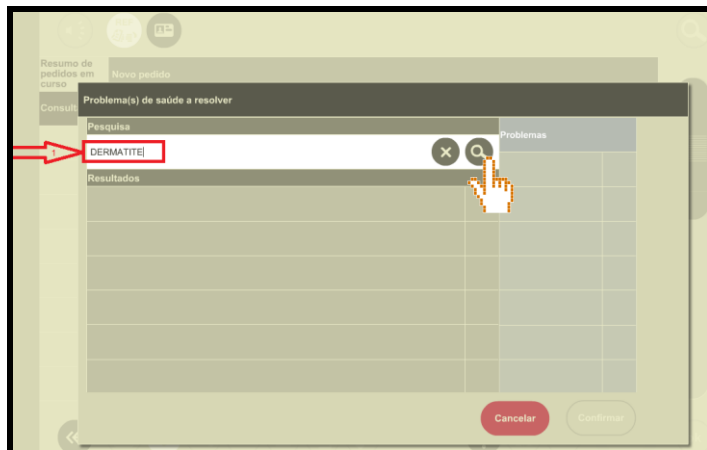 Resumo de
pedidos em
curso
Novo pedido
Consult
Problema(s) de saúde a resolver
Pesquisa
Problemas
1
DERMATITE
Resultados
Cancelar
Confirmar